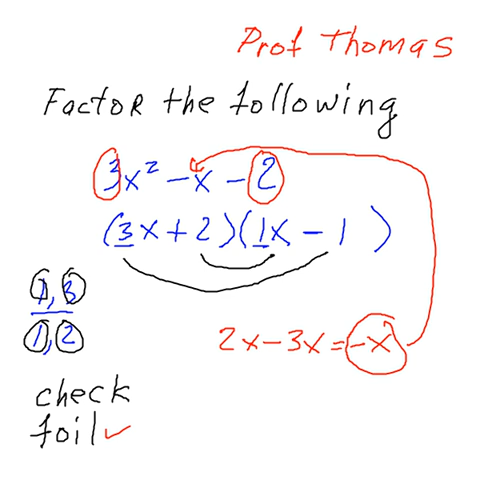 Prof Thomas
Factor the following
3x² - x - 2
(3x + 2)(1x - 1)
1, 3
1, 2
2x - 3x = -x
check
foil ✓